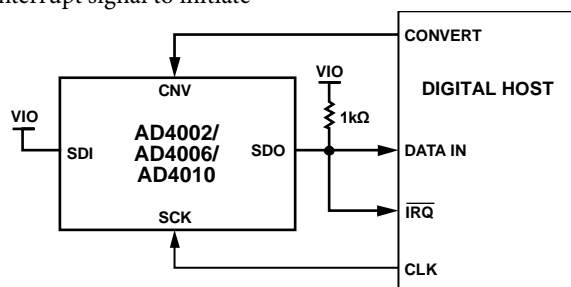 nterrupt signal to initiate
CONVERT
VIO
CNV
DIGITAL HOST
VIO
1kΩ
AD4002/
AD4006/
AD4010
SDI
SDO
DATA IN
IRQ
SCK
CLK